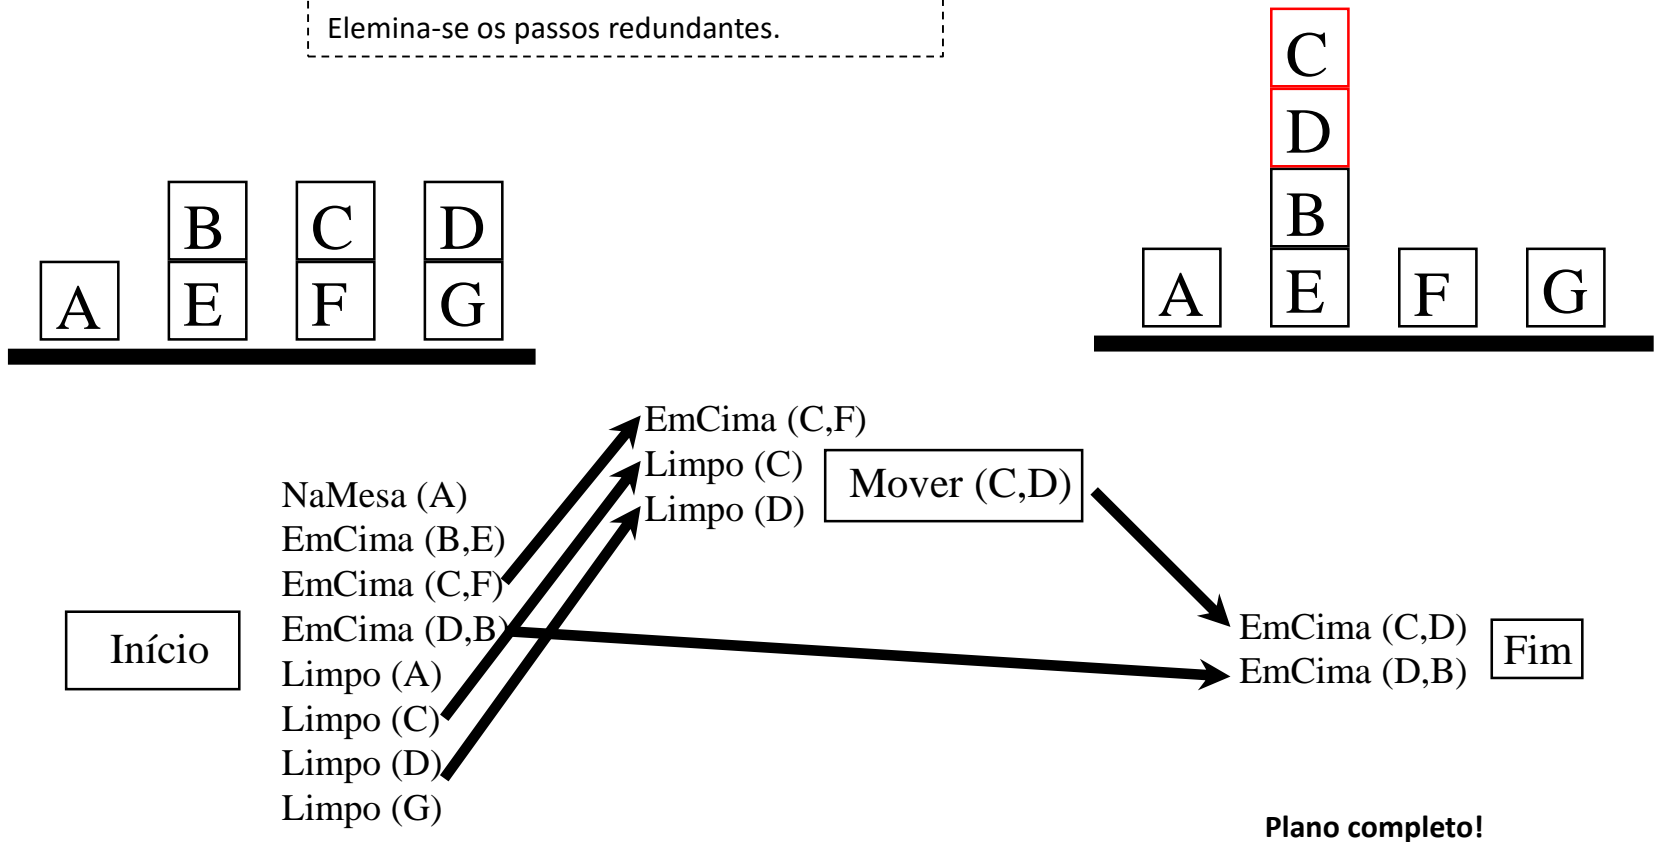 Elemina-se os passos redundantes.
C
D
B
A E F G
B C D
A E F G
EmCima (C,F)
Limpo (C)
Limpo (D)
Mover (C,D)
NaMesa (A)
EmCima (B,E)
EmCima (C,F)
EmCima (D,B)
Limpo (A)
Limpo (C)
Limpo (D)
Limpo (G)
Início
EmCima (C,D)
EmCima (D,B)
Fim
Plano completo!